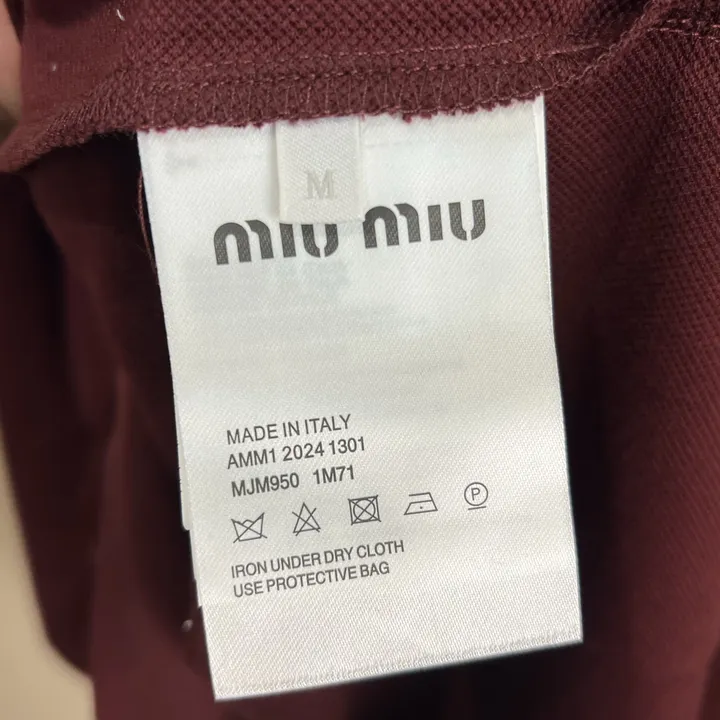 M
miu miu
MADE IN ITALY
AMM1 2024 1301
MJM950 1M71
P
IRON UNDER DRY CLOTH
USE PROTECTIVE BAG